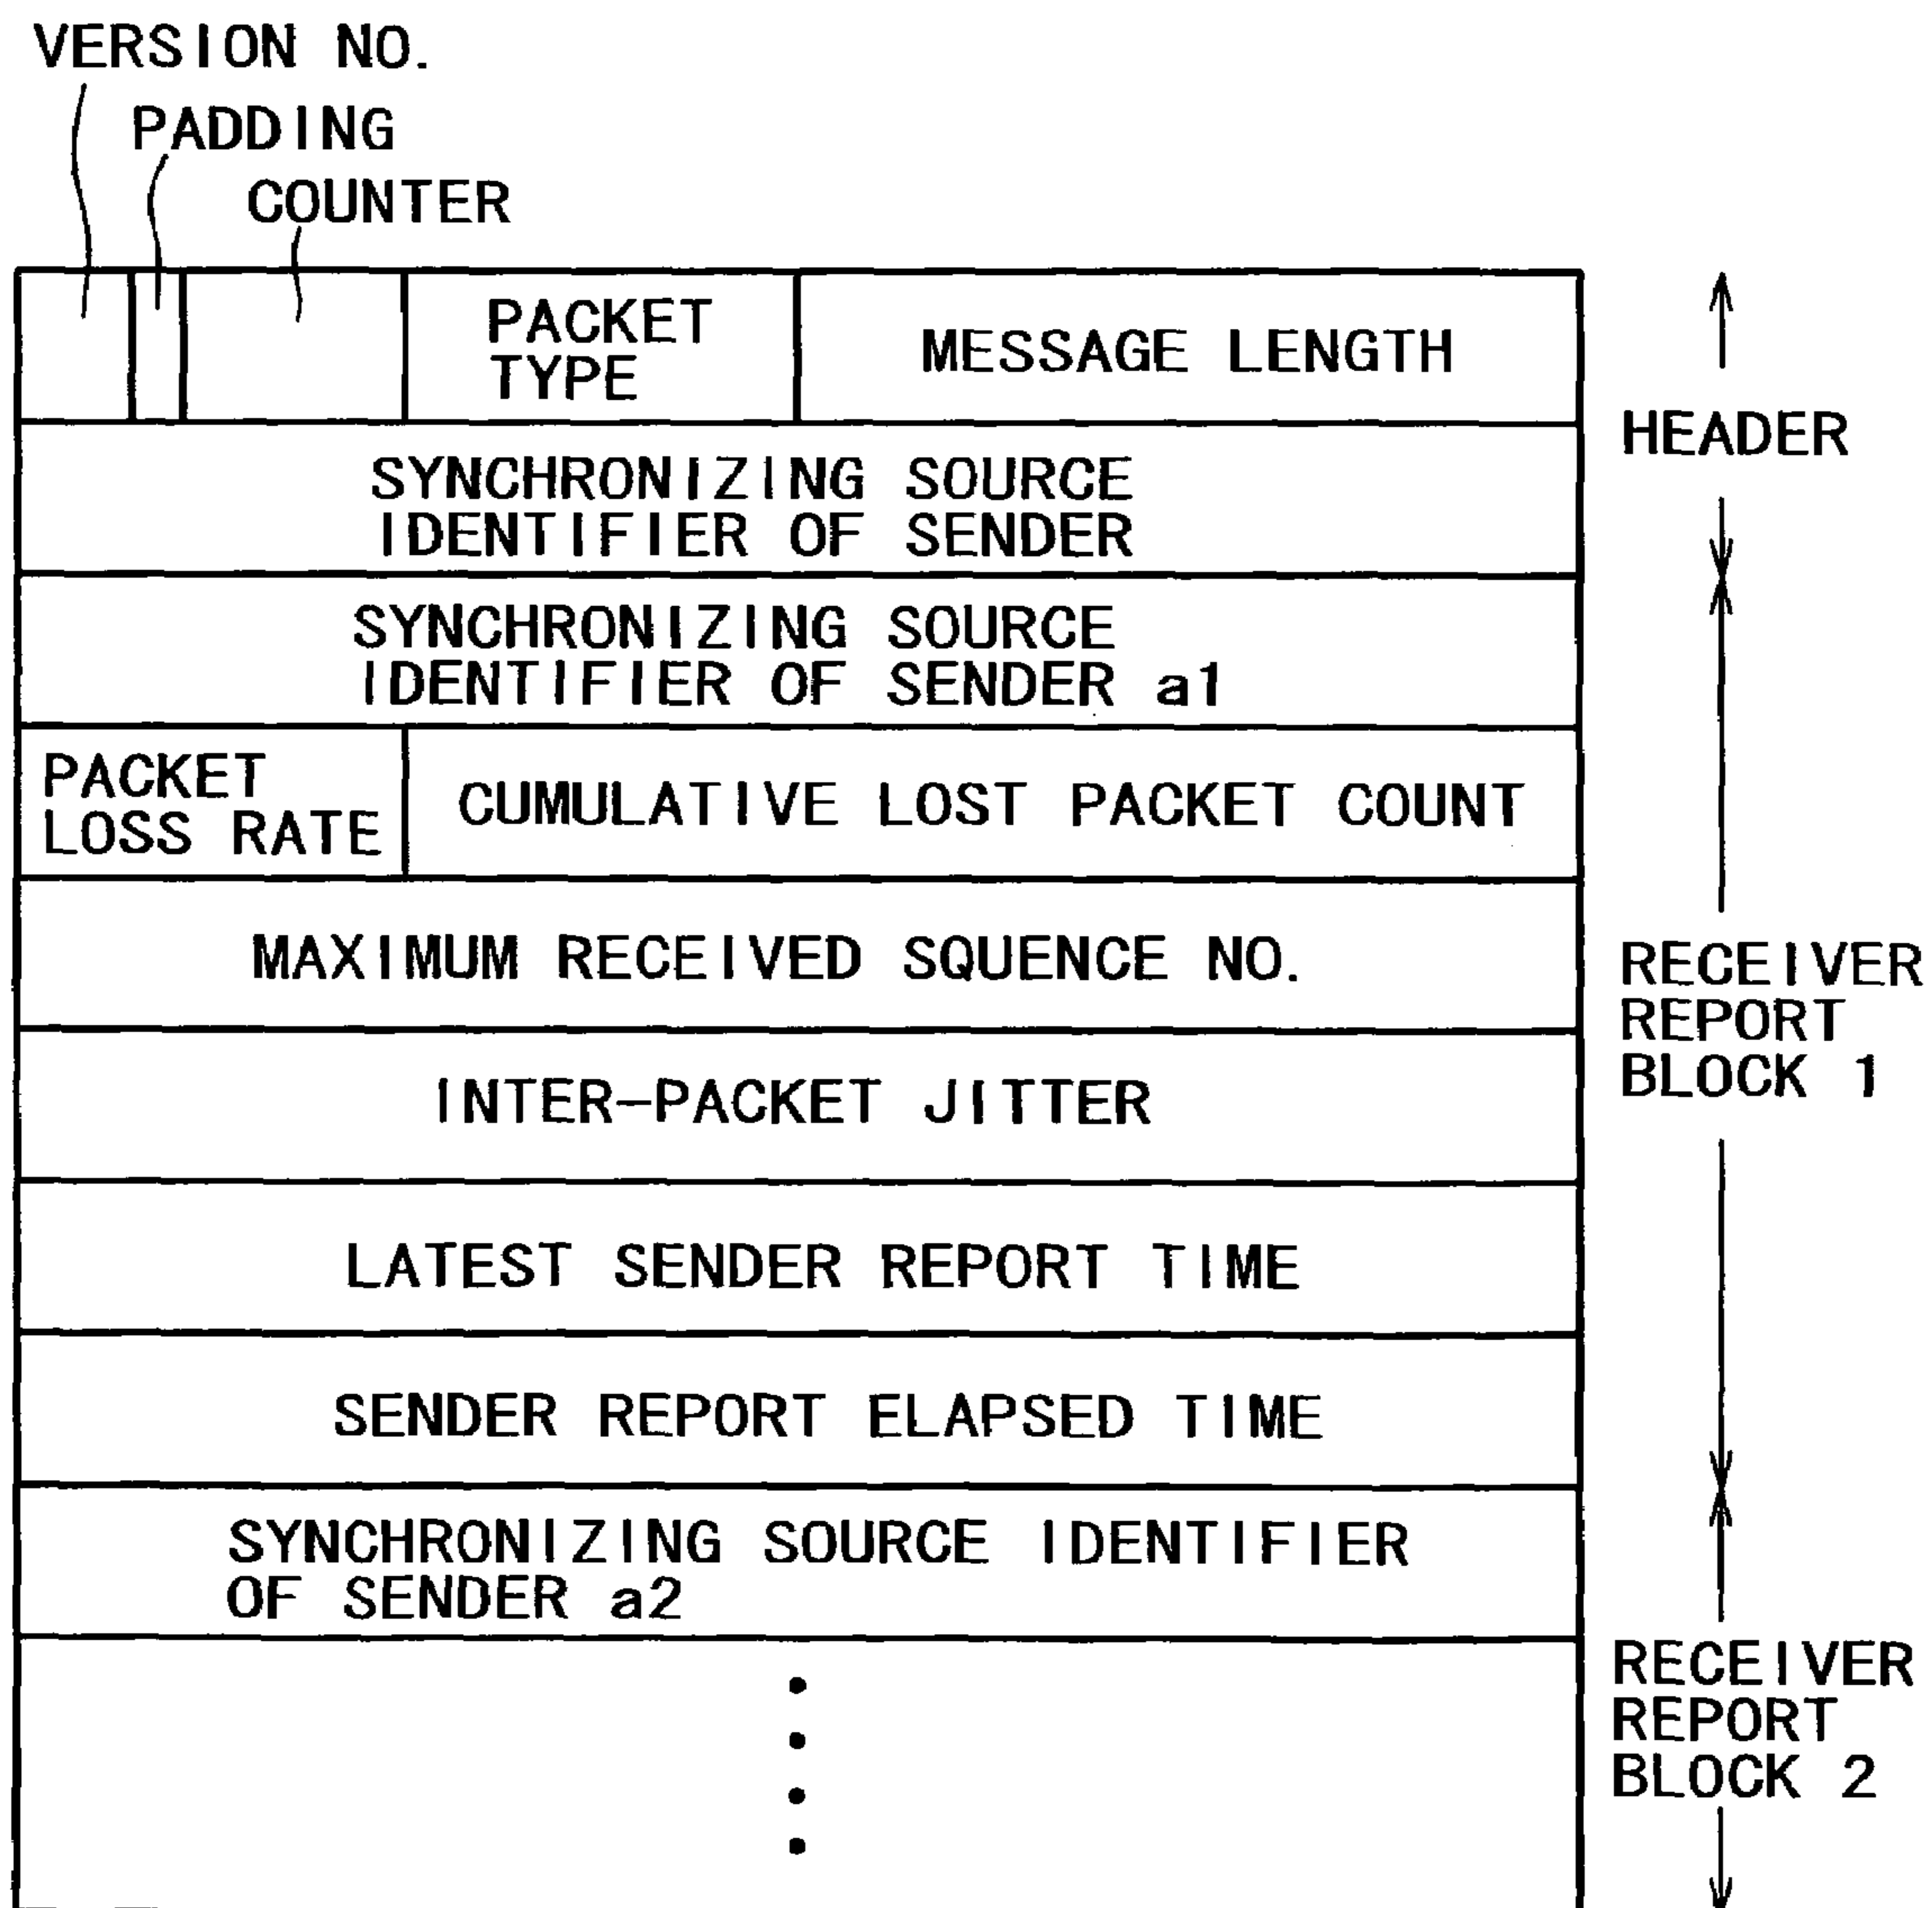 VERSION NO.
PADDING
COUNTER
PACKET
TYPE
MESSAGE LENGTH
HEADER
SYNCHRONIZING SOURCE
IDENTIFIER OF SENDER
SYNCHRONIZING SOURCE
IDENTIFIER OF SENDER a1
PACKET
LOSS RATE
CUMULATIVE LOST PACKET COUNT
MAXIMUM RECEIVED SQUENCE NO.
RECEIVER
REPORT
BLOCK 1
INTER-PACKET JITTER
LATEST SENDER REPORT TIME
SENDER REPORT ELAPSED TIME
SYNCHRONIZING SOURCE IDENTIFIER
OF SENDER a2
RECEIVER
REPORT
BLOCK 2